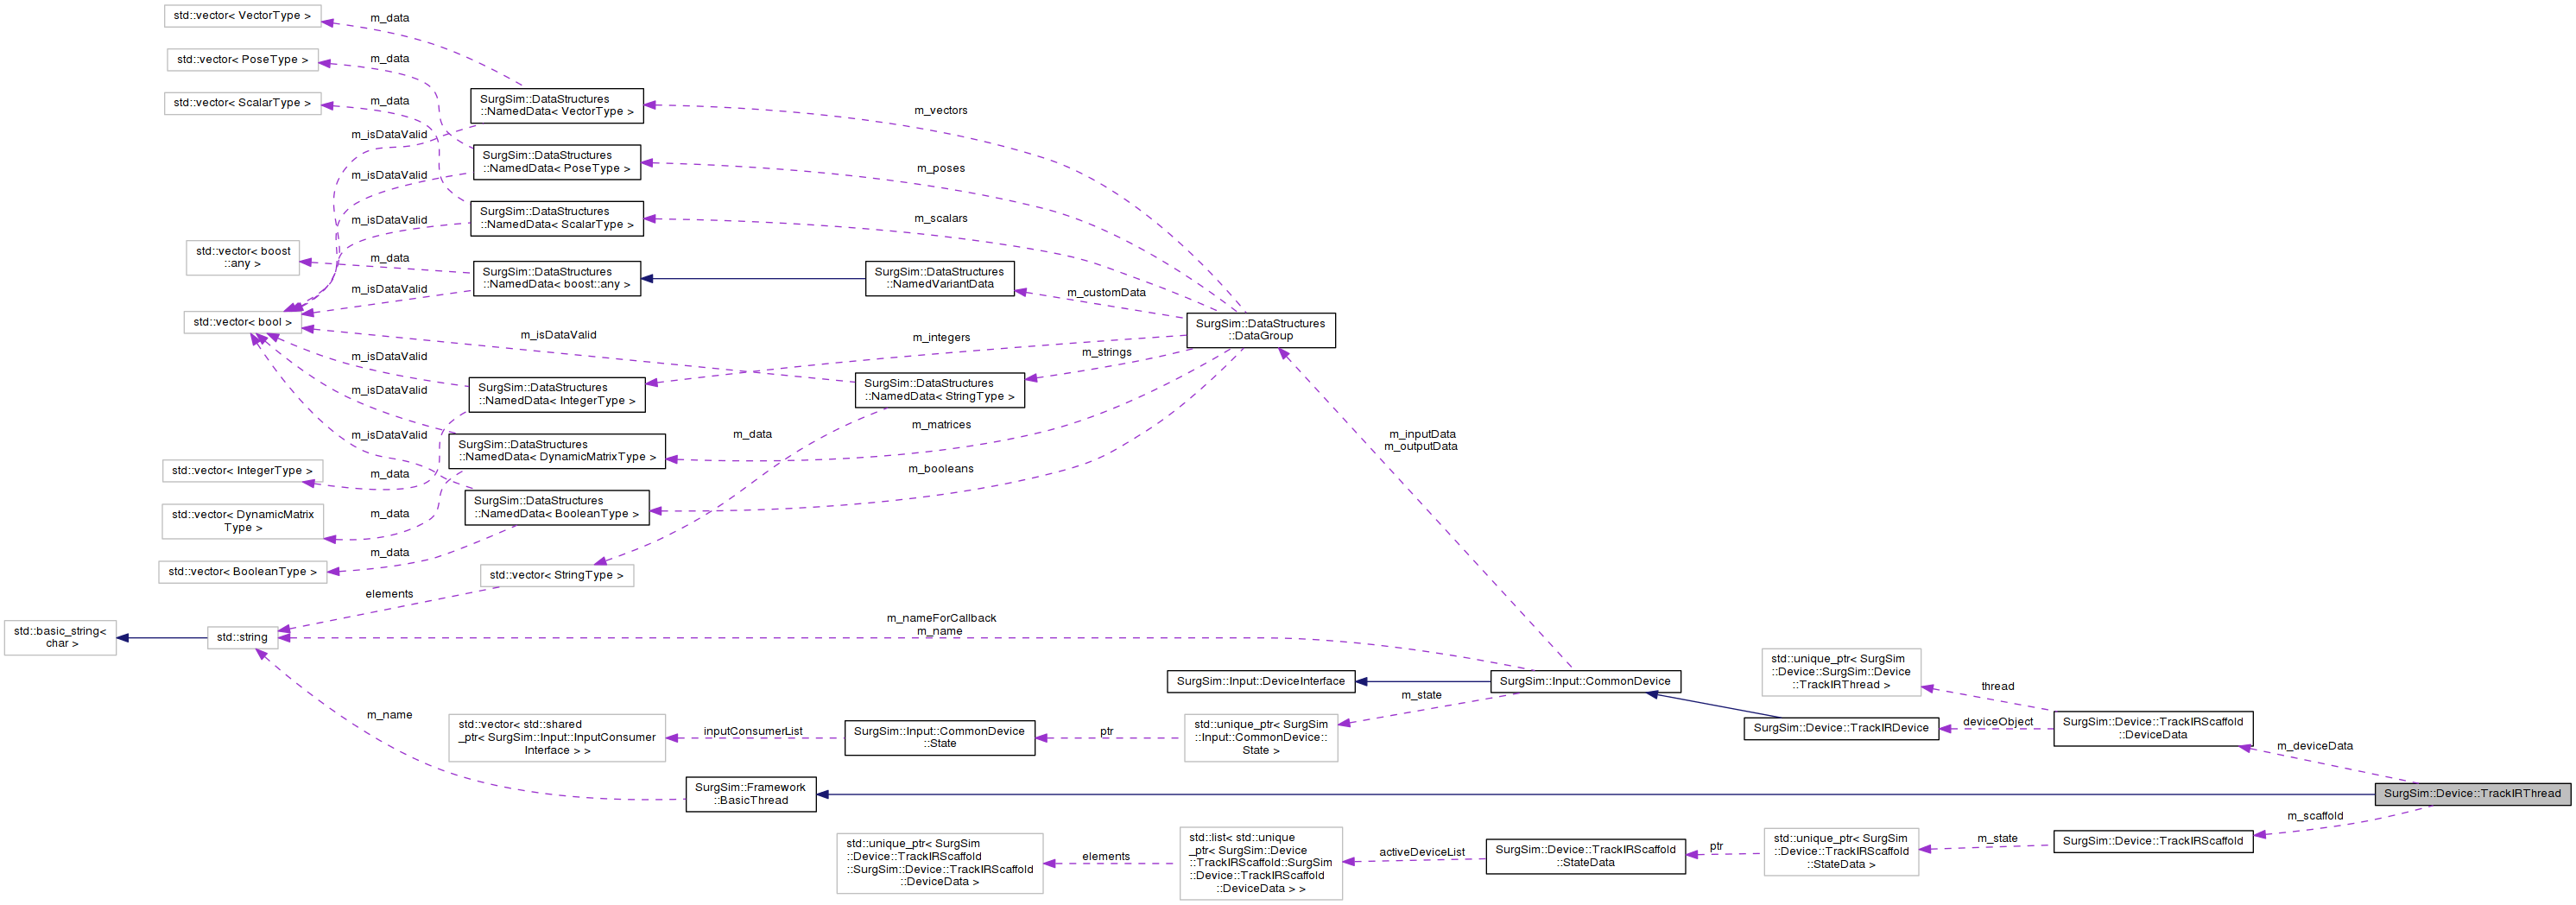 std::vector< VectorType >
m_data
std::vector< PoseType >
m_data
std::vector< ScalarType >
m_data
SurgSim::DataStructures
::NamedData< VectorType >
m_vectors
m_isDataValid
SurgSim::DataStructures
::NamedData< PoseType >
m_poses
m_isDataValid
SurgSim::DataStructures
::NamedData< ScalarType >
m_scalars
m_isDataValid
std::vector< boost
::any >
m_data
SurgSim::DataStructures
::NamedData< boost::any >
SurgSim::DataStructures
::NamedVariantData
m_customData
m_isDataValid
std::vector< bool >
m_isDataValid
SurgSim::DataStructures
::DataGroup
m_integers
m_strings
m_isDataValid
SurgSim::DataStructures
::NamedData< IntegerType >
SurgSim::DataStructures
::NamedData< StringType >
m_isDataValid
m_matrices
m_isDataValid
m_data
SurgSim::DataStructures
::NamedData< DynamicMatrixType >
m_inputData
m_outputData
std::vector< IntegerType >
m_data
m_booleans
SurgSim::DataStructures
::NamedData< BooleanType >
std::vector< DynamicMatrix
Type >
m_data
m_data
std::vector< BooleanType >
std::vector< StringType >
elements
std::basic_string<
char >
std::string
m_nameForCallback
m_name
SurgSim::Input::DeviceInterface
SurgSim::Input::CommonDevice
std::unique_ptr< SurgSim
::Device::SurgSim::Device
::TrackIRThread >
thread
m_state
m_name
std::vector< std::shared
_ptr< SurgSim::Input::InputConsumer
Interface > >
inputConsumerList
SurgSim::Input::CommonDevice
::State
ptr
std::unique_ptr< SurgSim
::Input::CommonDevice::
State >
SurgSim::Device::TrackIRDevice
deviceObject
SurgSim::Device::TrackIRScaffold
::DeviceData
m_deviceData
SurgSim::Framework
::BasicThread
SurgSim::Device::TrackIRThread
m_scaffold
std::unique_ptr< SurgSim
::Device::TrackIRScaffold
::SurgSim::Device::TrackIRScaffold
::DeviceData >
elements
std::list< std::unique
_ptr< SurgSim::Device
::TrackIRScaffold::SurgSim
::Device::TrackIRScaffold
::DeviceData > >
activeDeviceList
SurgSim::Device::TrackIRScaffold
::StateData
ptr
std::unique_ptr< SurgSim
::Device::TrackIRScaffold
::StateData >
m_state
SurgSim::Device::TrackIRScaffold